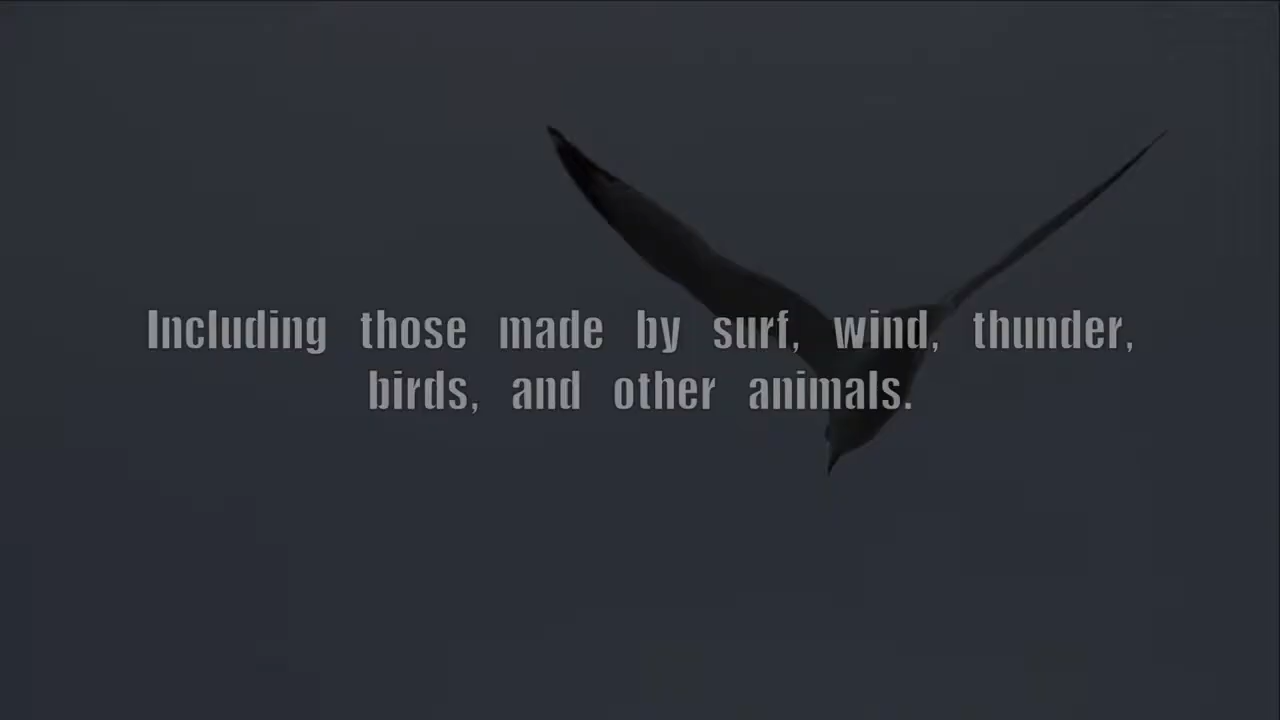 Including those made by surf, wind, thunder,
birds, and other animals.